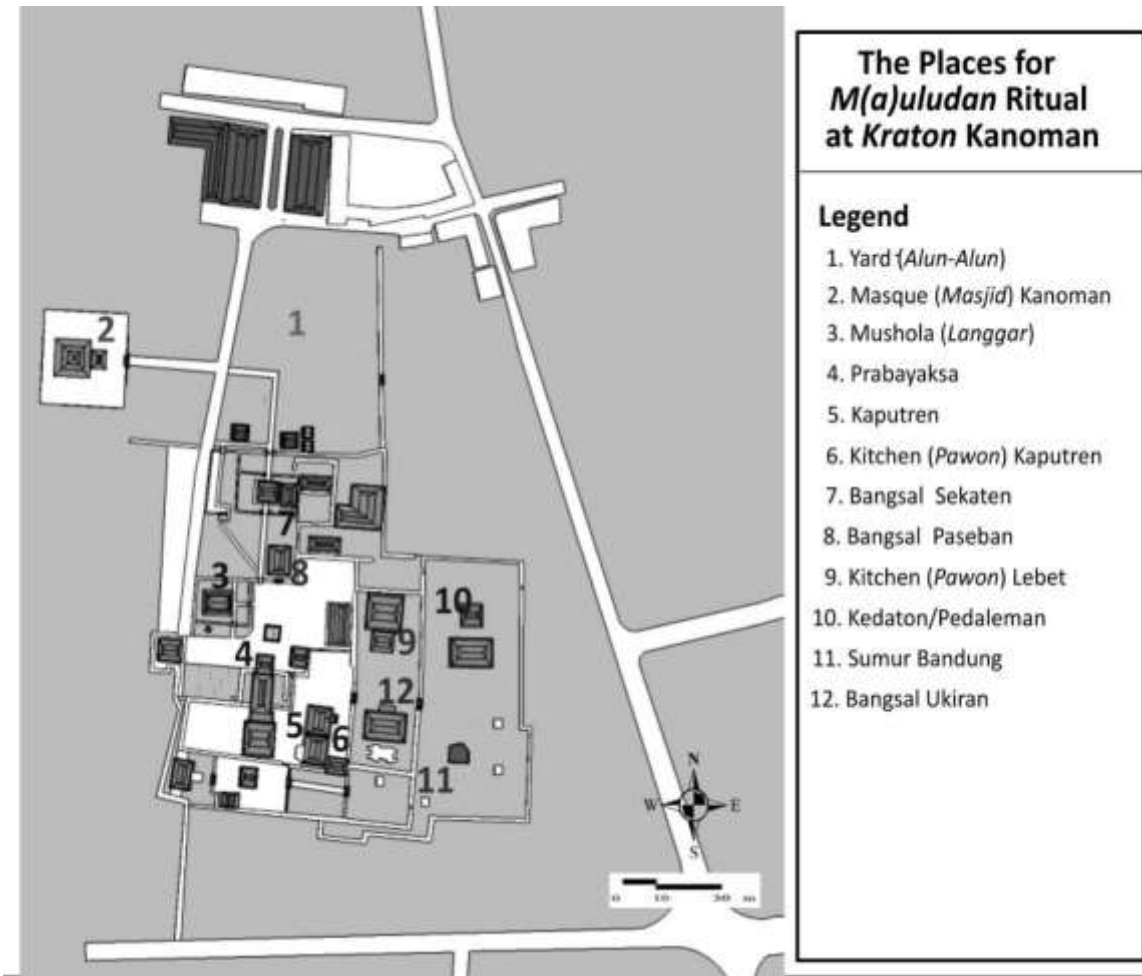 The Places for
M(a)uludan Ritual
at Kraton Kanoman
Legend
1. Yard (Alun-Alun)
2. Masque (Masjid) Kanoman
3. Mushola (Langgar)
4. Prabayaksa
5. Kaputren
6. Kitchen (Pawon) Kaputren
7. Bangsal Sekaten
8. Bangsal Paseban
9. Kitchen (Pawon) Lebet
10. Kedaton/Pedaleman
11. Sumur Bandung
12. Bangsal Ukiran
1
2
7
8
3
10
9
4
12
5
6
11
N
W E
S
0 10 30 m